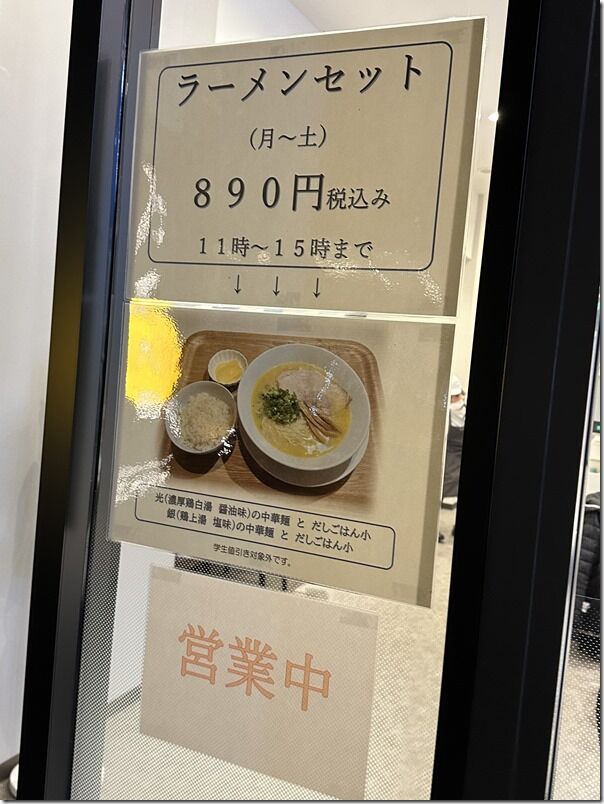 ラーメンセット
（月～土）
８９０円税込み
１１時～１５時まで
↓ ↓ ↓
光（濃厚鶏白湯 醤油味）の中華麺 と だしごはん小
銀（鶏上湯 塩味）の中華麺 と だしごはん小
学生値引き対象外です。
営業中